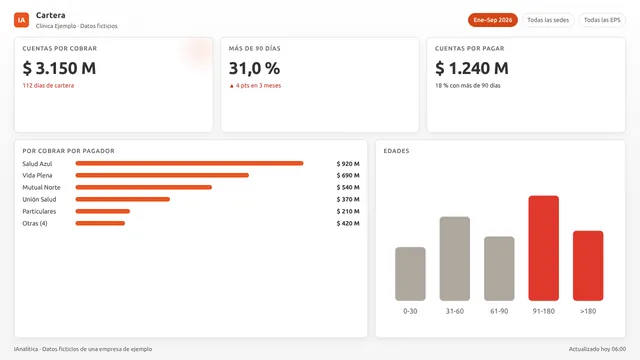 IA
Cartera
Clínica Ejemplo · Datos ficticios
Ene-Sep 2026
Todas las sedes
Todas las EPS
CUENTAS POR COBRAR
$ 3.150 M
112 días de cartera
MÁS DE 90 DÍAS
31,0 %
▲ 4 pts en 3 meses
CUENTAS POR PAGAR
$ 1.240 M
18 % con más de 90 días
POR COBRAR POR PAGADOR
Salud Azul $ 920 M
Vida Plena $ 690 M
Mutual Norte $ 540 M
Unión Salud $ 370 M
Particulares $ 210 M
Otras (4) $ 420 M
EDADES
0-30 31-60 61-90 91-180 >180
IAnalítica · Datos ficticios de una empresa de ejemplo
Actualizado hoy 06:00